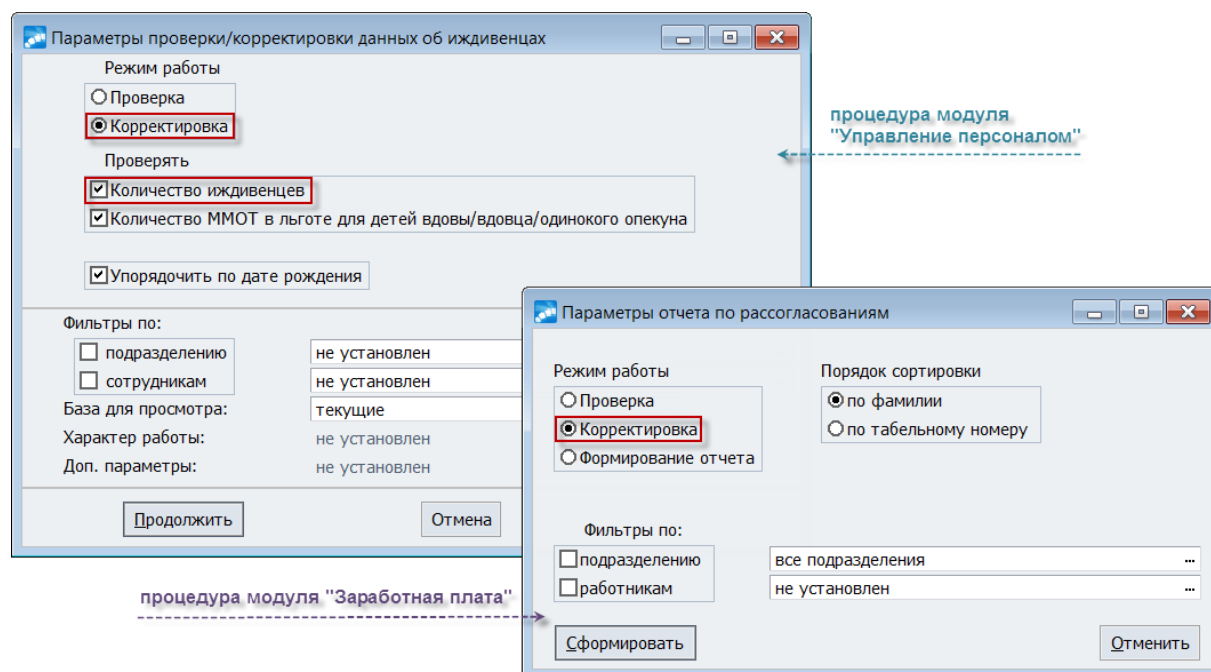 Параметры проверки/корректировки данных об иждивенцах
Режим работы
Проверка
Корректировка
Проверять
Количество иждивенцев
Количество ММОТ в льготе для детей вдовы/вдовца/одинокого опекуна
Упорядочить по дате рождения
Фильтры по:
подразделению не установлен
сотрудникам не установлен
База для просмотра: текущие
Характер работы: не установлен
Доп. параметры: не установлен
Продолжить Отмена
процедура модуля
"Управление персоналом"
Параметры отчета по рассогласованиям
Режим работы Порядок сортировки
Проверка по фамилии
Корректировка по табельному номеру
Формирование отчета
Фильтры по:
подразделению все подразделения ...
работникам не установлен ...
Сформировать Отменить
процедура модуля "Заработная плата"